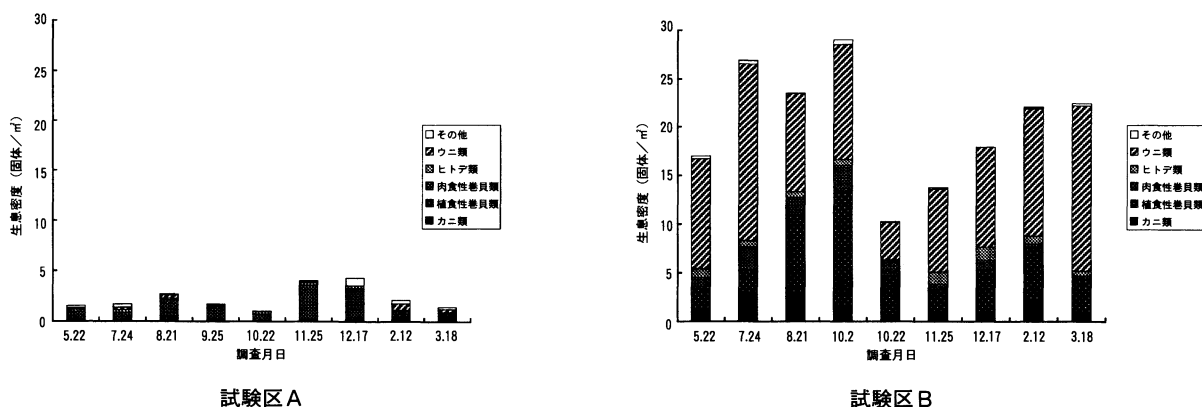 30
25
20
15
10
5
0
生息密度 (固体/㎡)
5.22 7.24 8.21 9.25 10.22 11.25 12.17 2.12 3.18
調査月日
その他
ウニ類
ヒトデ類
肉食性巻貝類
植食性巻貝類
カニ類
試験区A
30
25
20
15
10
5
0
生息密度 (固体/㎡)
5.22 7.24 8.21 10.2 10.22 11.25 12.17 2.12 3.18
調査月日
その他
ウニ類
ヒトデ類
肉食性巻貝類
植食性巻貝類
カニ類
試験区B